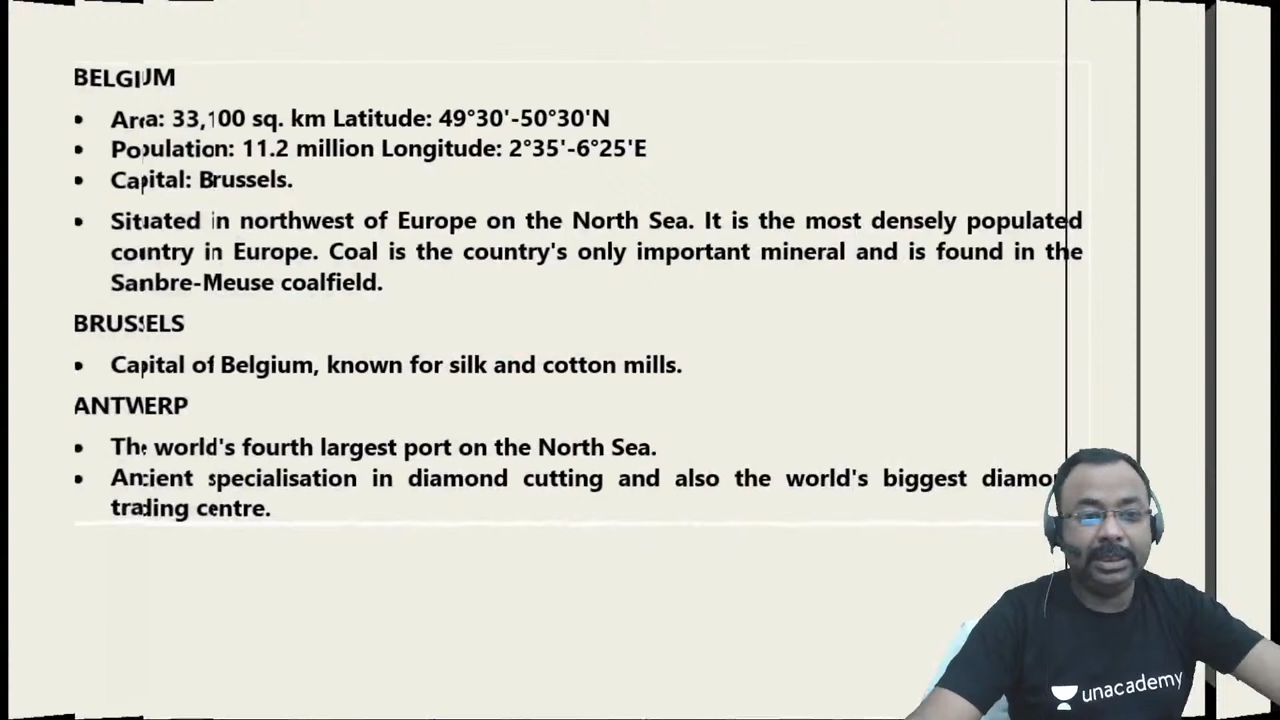 BELGIUM
• Area: 33,100 sq. km Latitude: 49°30'-50°30'N
• Population: 11.2 million Longitude: 2°35'-6°25'E
• Capital: Brussels.
• Situated in northwest of Europe on the North Sea. It is the most densely populated
country in Europe. Coal is the country's only important mineral and is found in the
Sanbre-Meuse coalfield.
BRUSSELS
• Capital of Belgium, known for silk and cotton mills.
ANTWERP
• The world's fourth largest port on the North Sea.
• Ancient specialisation in diamond cutting and also the world's biggest diamond
trading centre.
unacademy